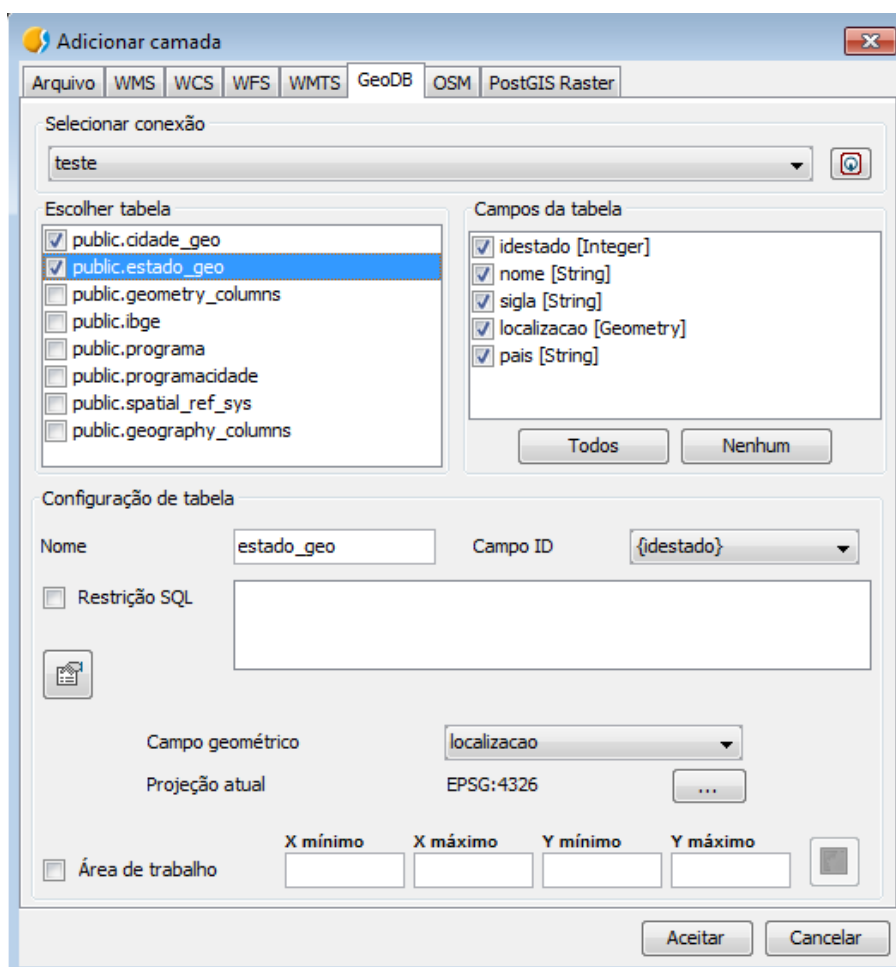 Adicionar camada
Arquivo WMS WCS WFS WMTS GeoDB OSM PostGIS Raster
Selecionar conexão
teste
Escolher tabela
public.cidade_geo
public.estado_geo
public.geometry_columns
public.ibge
public.programa
public.programacidade
public.spatial_ref_sys
public.geography_columns
Campos da tabela
idestado [Integer]
nome [String]
sigla [String]
localizacao [Geometry]
pais [String]
Todos Nenhum
Configuração de tabela
Nome estado_geo Campo ID {idestado}
Restrição SQL
Campo geométrico localizacao
Projeção atual EPSG:4326 ...
X mínimo X máximo Y mínimo Y máximo
Área de trabalho
Aceitar Cancelar